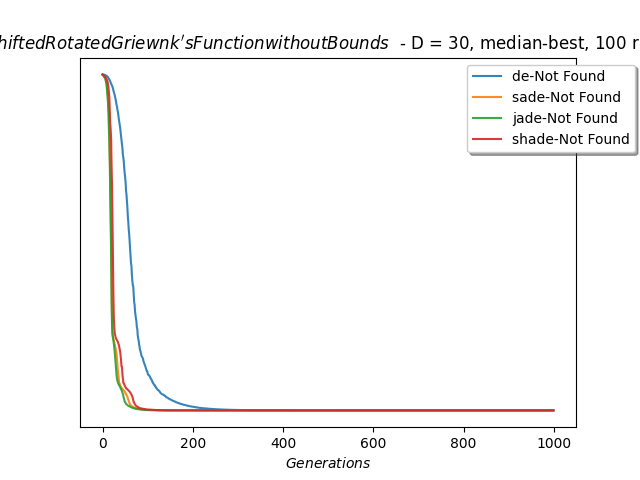 hiftedRotatedGriewnk'sFunctionwithoutBounds - D = 30, median-best, 100 r
de-Not Found
sade-Not Found
jade-Not Found
shade-Not Found
0 200 400 600 800 1000
Generations